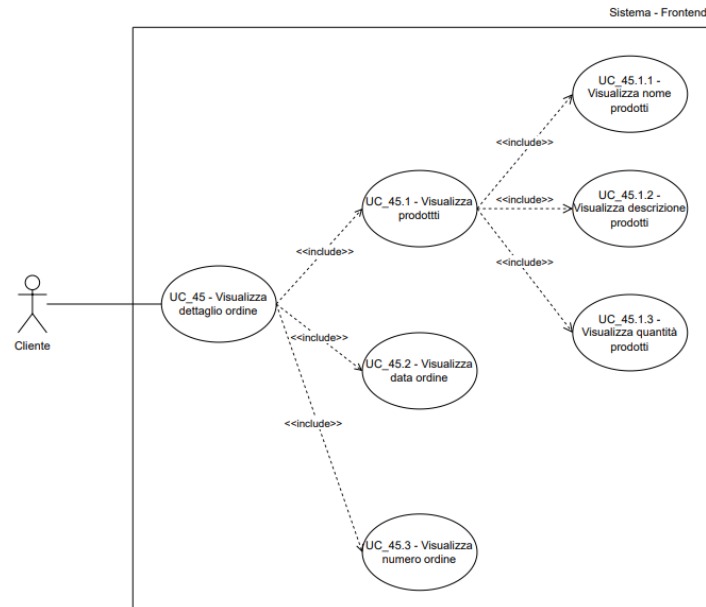 Sistema - Frontend
UC_45.1.1 -
Visualizza nome
prodotti
<<include>>
UC_45.1 - Visualizza
prodottti
<<include>>
UC_45.1.2 -
Visualizza descrizione
prodotti
<<include>>
<<include>>
UC_45 - Visualizza
dettaglio ordine
UC_45.1.3 -
Visualizza quantità
prodotti
Cliente
<<include>>
UC_45.2 - Visualizza
data ordine
<<include>>
UC_45.3 - Visualizza
numero ordine